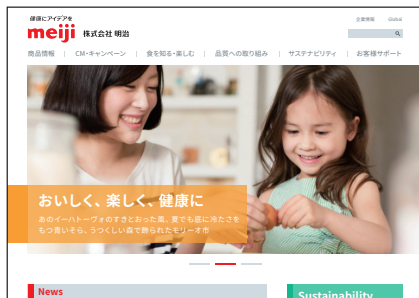 健康にアイデアを
meiji 株式会社 明治
企業情報 Global
商品情報 | CM・キャンペーン | 食を知る・楽しむ | 品質への取り組み | サステナビリティ | お客様サポート
おいしく、楽しく、健康に
あのイーハトーヴォのすきとおった風、夏でも底に冷たさを
もつ青いそら、うつくしい森で飾られたモリーオ市
News
Sustainability